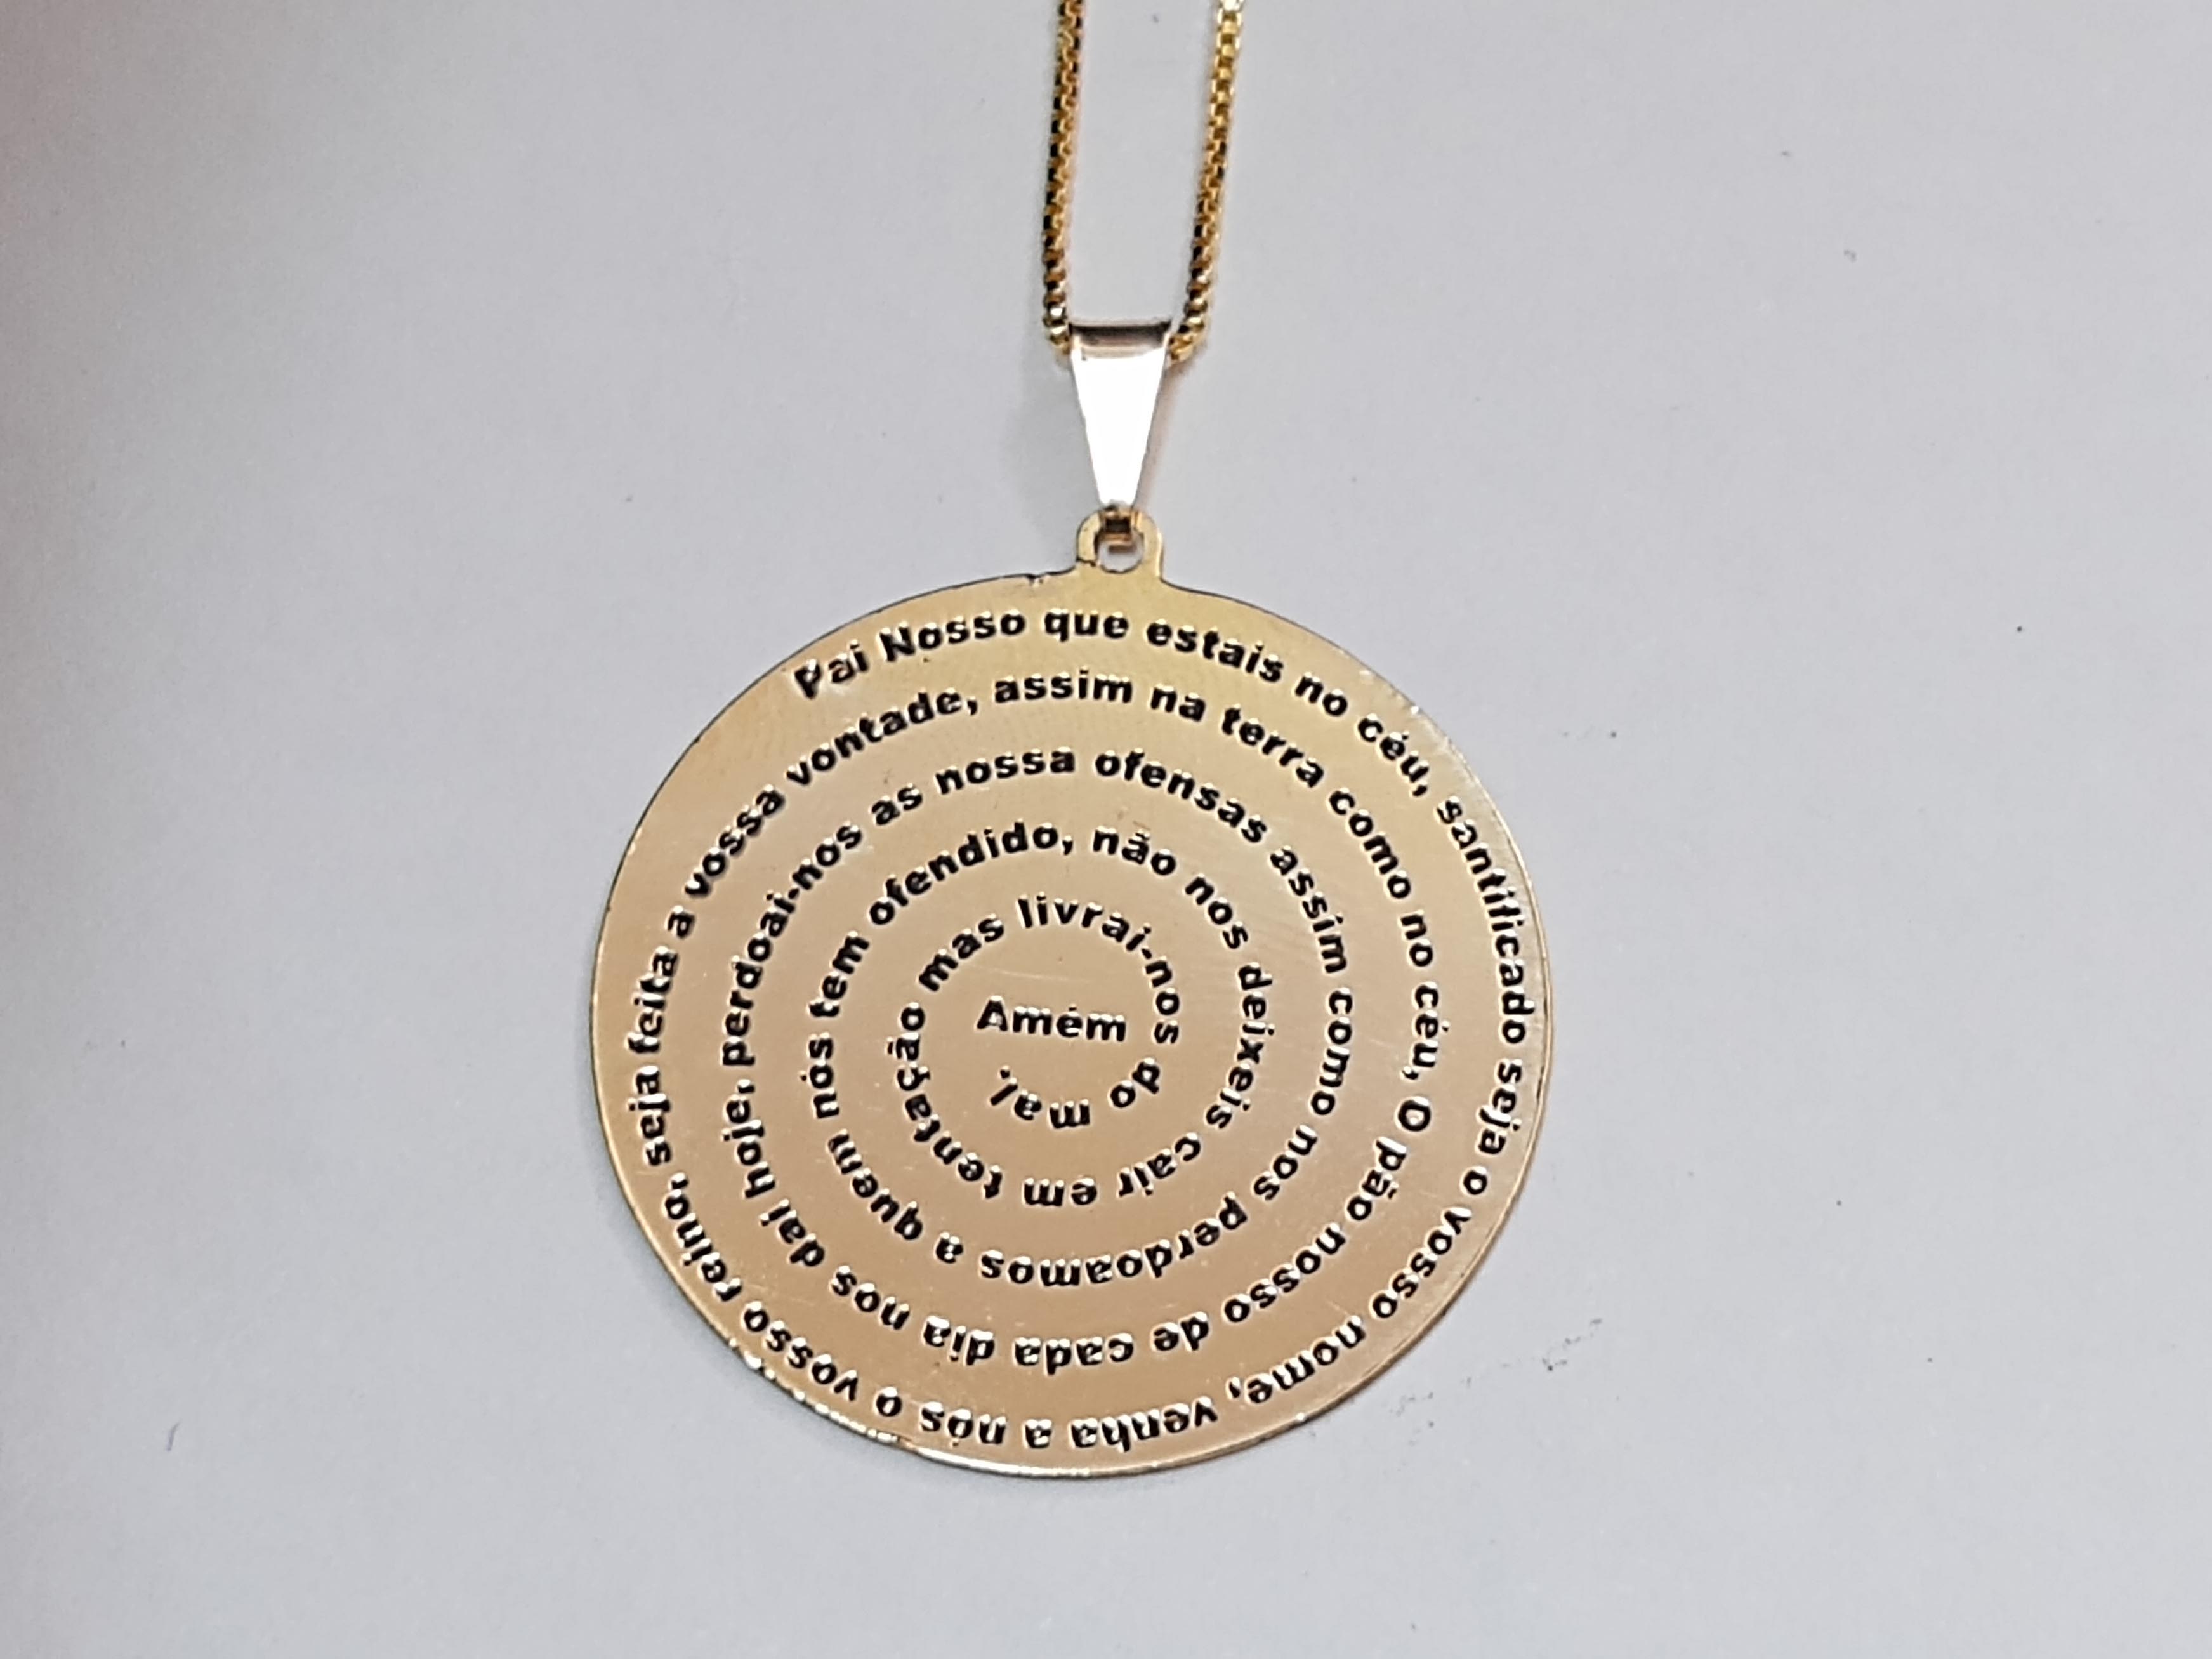 Pai Nosso que estais no céu, santificado seja o vosso nome, venha a nós o vosso reino, seja feita a vossa vontade, assim na terra como no céu, O pão nosso de cada dia nos dai hoje, perdoai-nos as nossa ofensas assim como nos perdoamos a quem nós tem ofendido, não nos deixeis cair em tentação mas livrai-nos do mal.
Amém